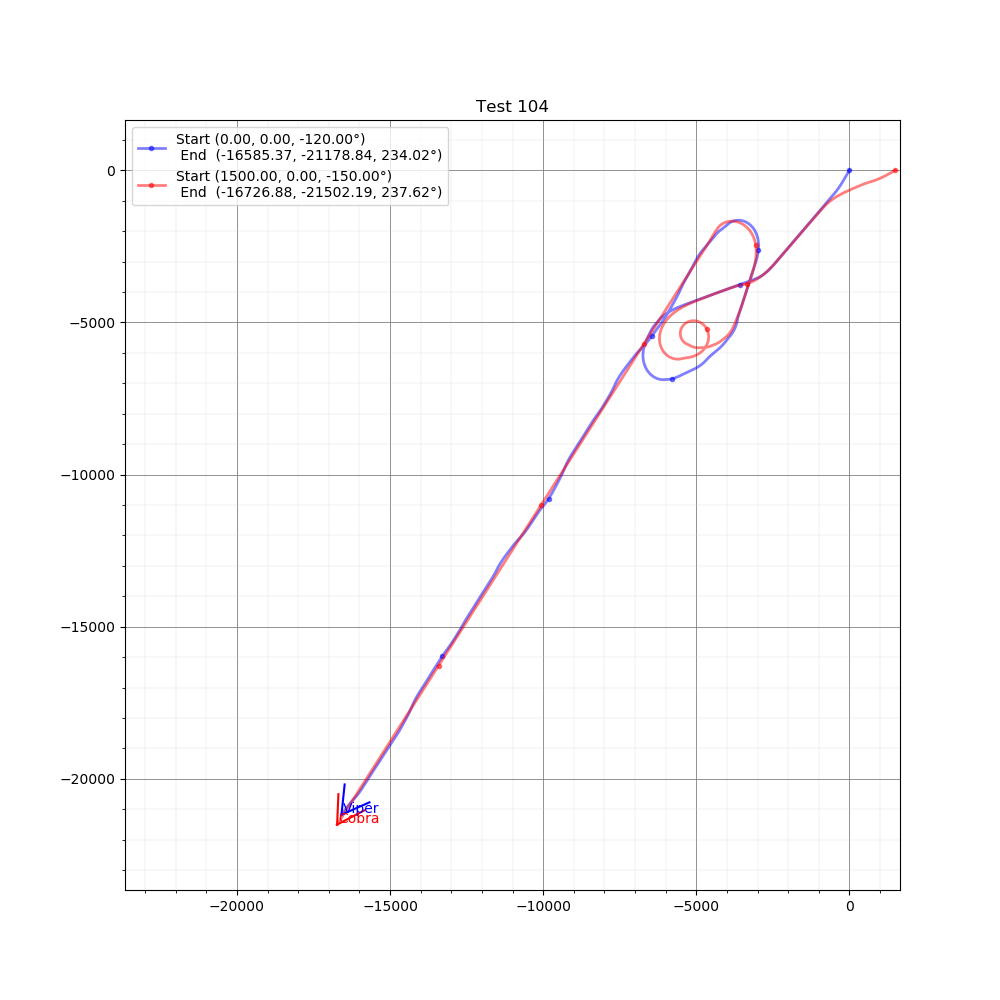 Test 104
Start (0.00, 0.00, -120.00°)
End (-16585.37, -21178.84, 234.02°)
Start (1500.00, 0.00, -150.00°)
End (-16726.88, -21502.19, 237.62°)
0
−5000
−10000
−15000
−20000
Viper
Cobra
−20000
−15000
−10000
−5000
0